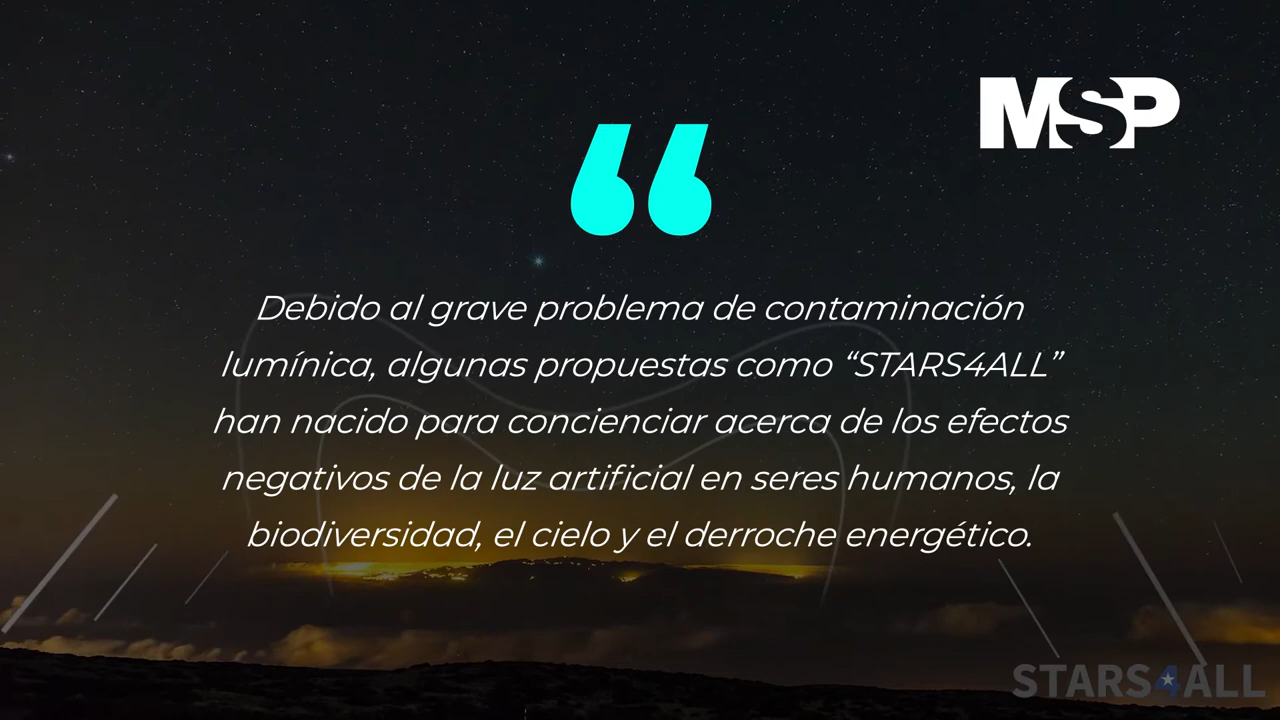 MSP
“
Debido al grave problema de contaminación
lumínica, algunas propuestas como “STARS4ALL”
han nacido para concienciar acerca de los efectos
negativos de la luz artificial en seres humanos, la
biodiversidad, el cielo y el derroche energético.
STARS4ALL